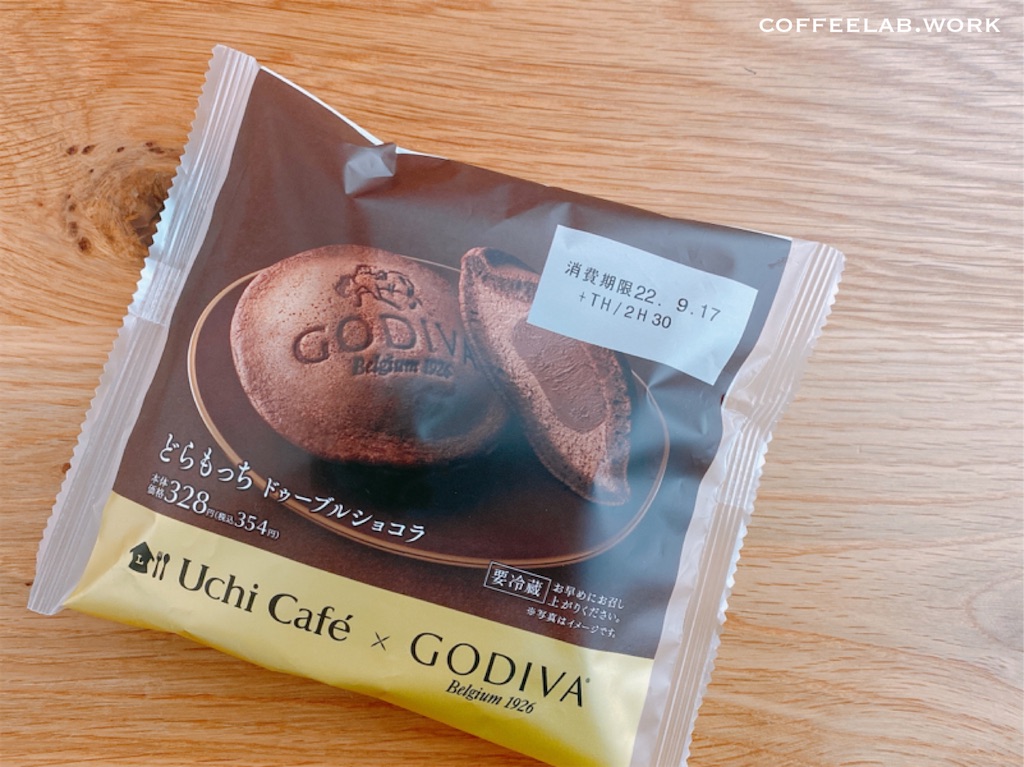 COFFEELAB.WORK
消費期限22. 9.17
+TH/2H30
GODIVA
Belgium 1926
どらもっち ドゥーブルショコラ
本体価格328円(税込354円)
要冷蔵 お早めにお召し
上がりください。
※写真はイメージです。
L Uchi Café × GODIVA®
Belgium 1926